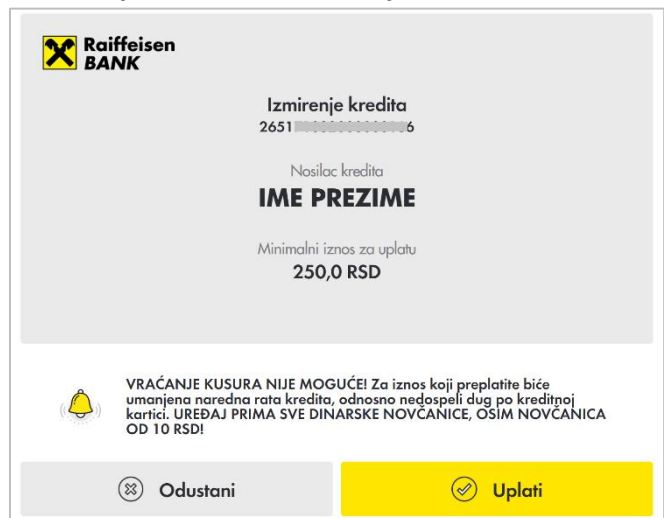 Raiffeisen
BANK
Izmirenje kredita
2651 6
Nosilac kredita
IME PREZIME
Minimalni iznos za uplatu
250,0 RSD
VRAĆANJE KUSURA NIJE MOGUĆE! Za iznos koji preplatite biće
umanjena naredna rata kredita, odnosno nedospeli dug po kreditnoj
kartici. UREĐAJ PRIMA SVE DINARSKE NOVČANICE, OSIM NOVČANICA
OD 10 RSD!
Odustani
Uplati